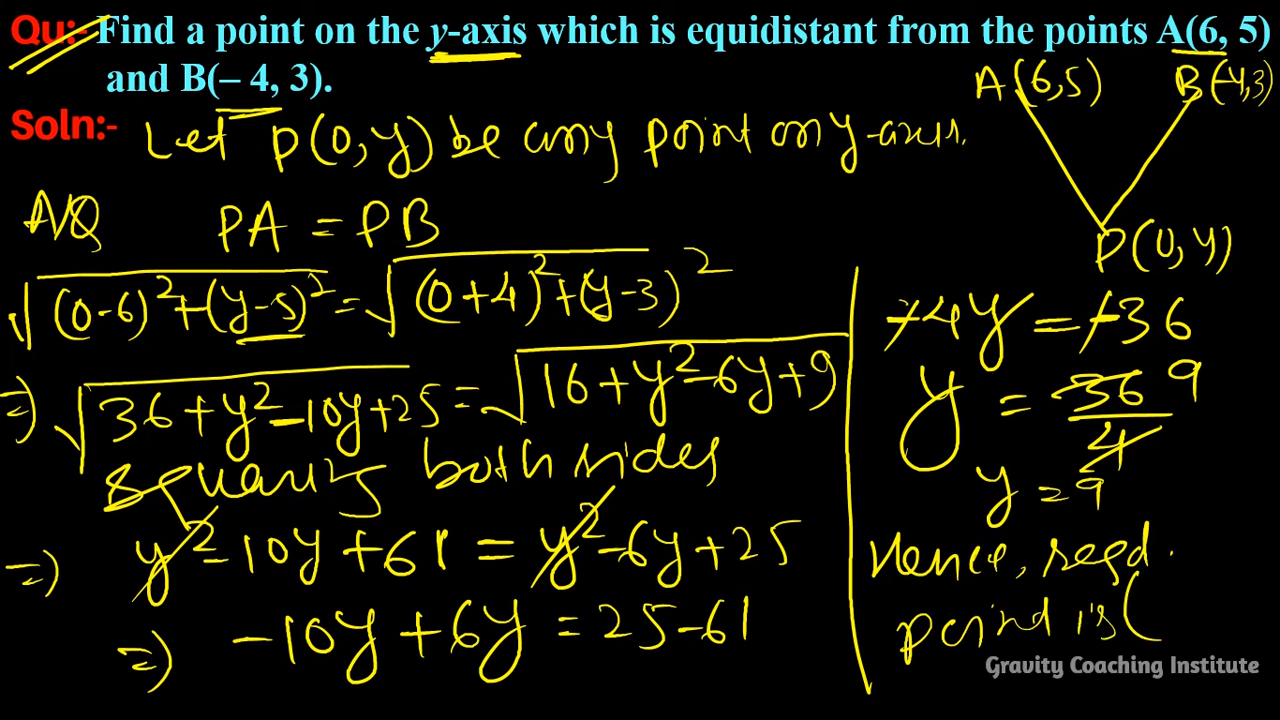 Qu:- Find a point on the y-axis which is equidistant from the points A(6, 5)
and B(– 4, 3).
A(6,5) B(-4,3)
P(0,y)
Soln:- Let P(0,y) be any point on y-axis.
A/Q PA = PB
√(0-6)²+(y-5)² = √(0+4)²+(y-3)²
=) √36+y²-10y+25 = √16+y²-6y+9
squaring both sides
=) y²-10y+61 = y²-6y+25
=) -10y+6y = 25-61
-4y = -36
y = 36/4 9
y = 9
Hence, reqd.
point is (
Gravity Coaching Institute